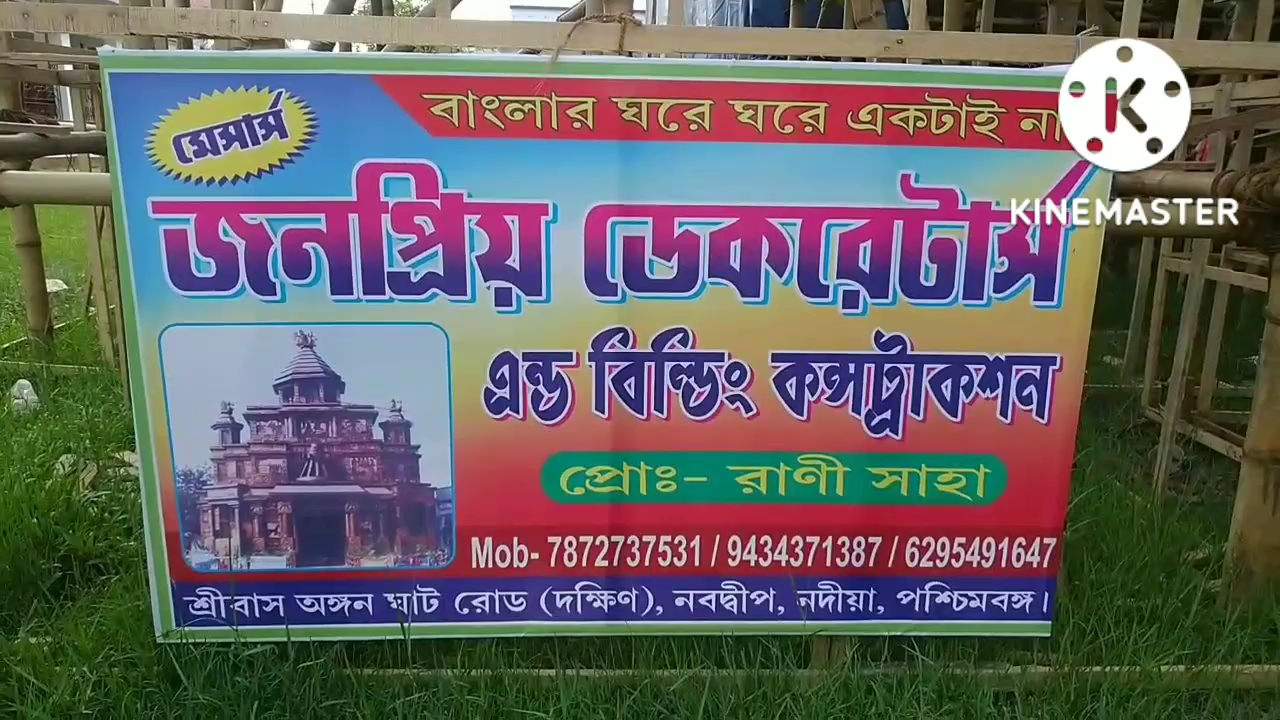 বাংলার ঘরে ঘরে একটাই
মেসার্স
জনপ্রিয় ডেকরেটার্স
এন্ড বিল্ডিং কন্সট্রাকশন
প্রোঃ- রাণী সাহা
Mob- 7872737531 / 9434371387 / 6295491647
শ্রীবাস অঙ্গন ঘাট রোড (দক্ষিণ), নবদ্বীপ, নদীয়া, পশ্চিমবঙ্গ।
KINEMASTER